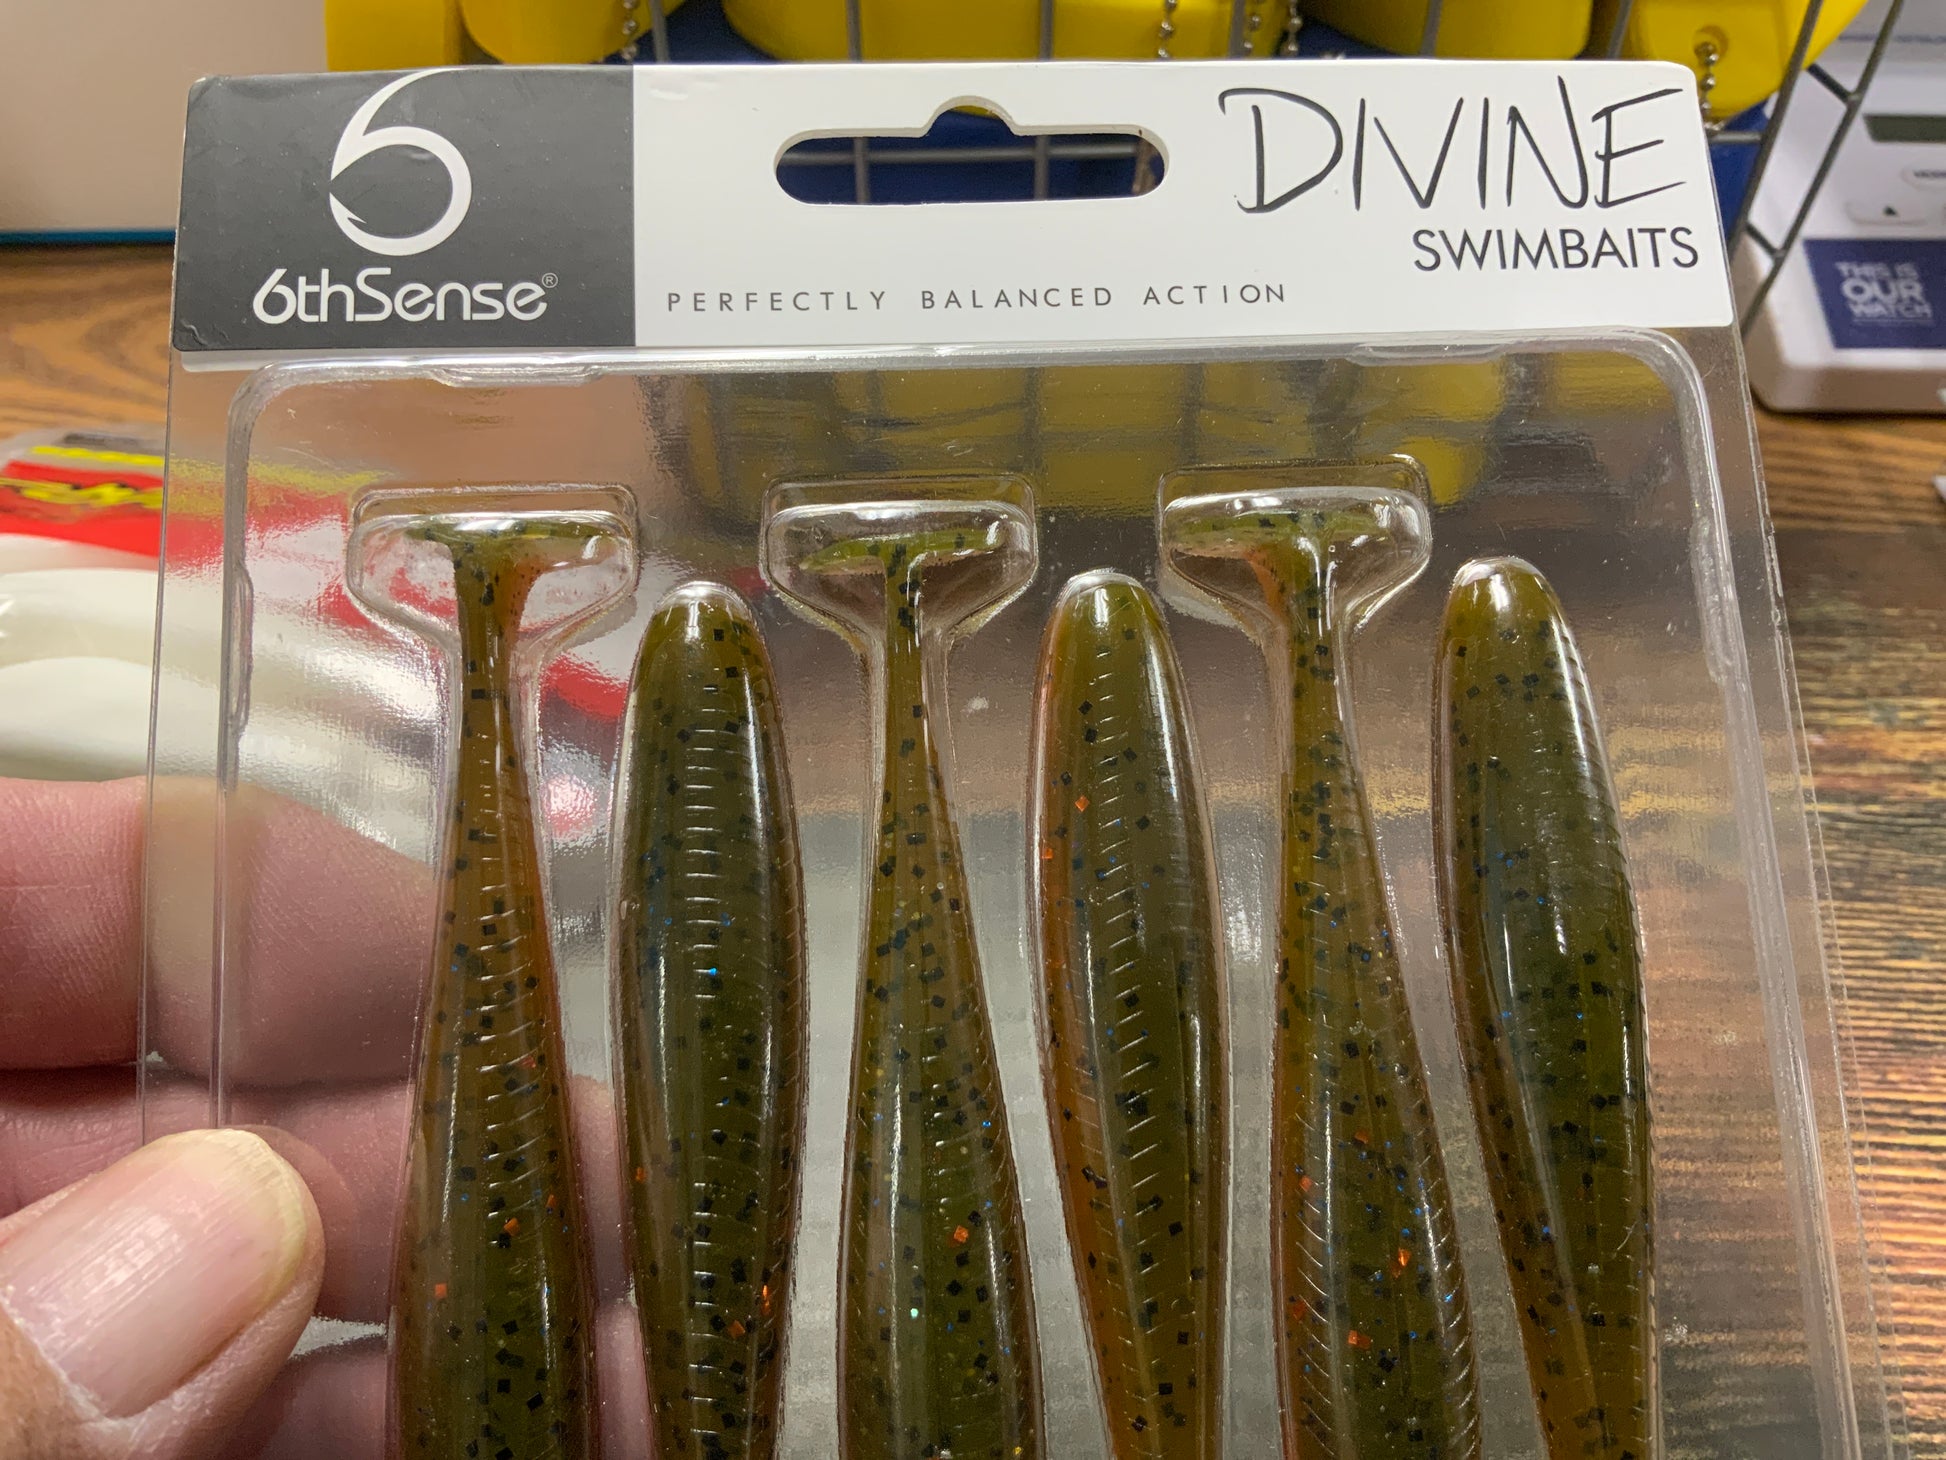 6thSense®
PERFECTLY BALANCED ACTION
DIVINE
SWIMBAITS
THIS IS
OUR
WATCH